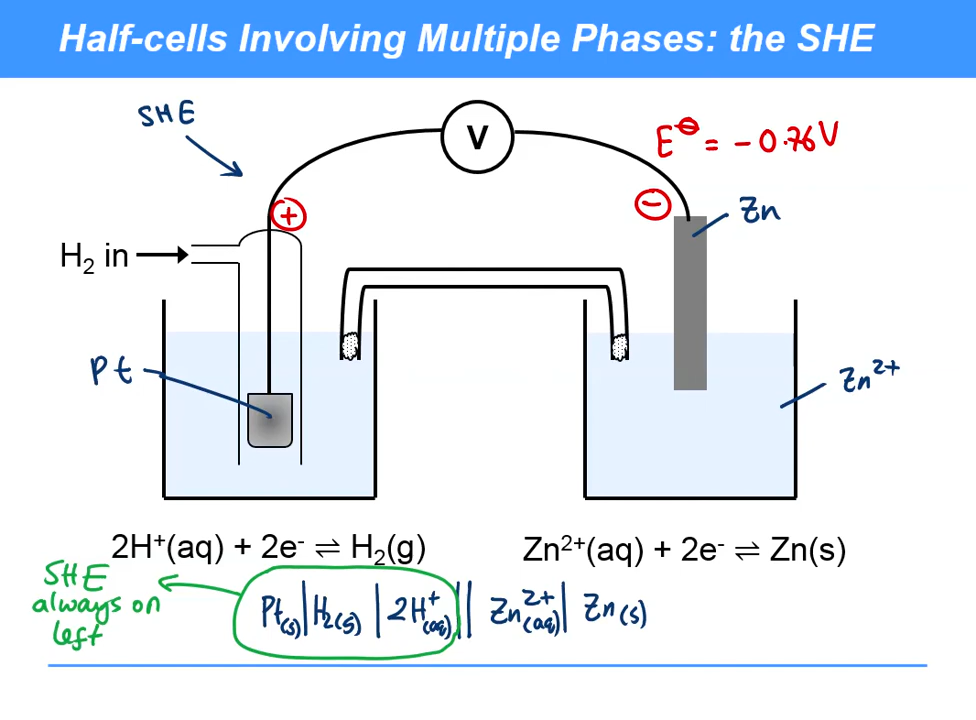 Half-cells Involving Multiple Phases: the SHE
SHE
V
E⊖ = -0.76V
+
−
Zn
H₂ in
Pt
Zn²⁺
2H⁺(aq) + 2e⁻ ⇌ H₂(g)
Zn²⁺(aq) + 2e⁻ ⇌ Zn(s)
SHE
always on
left
Pt(s)|H₂(g)|2H⁺(aq)||Zn²⁺(aq)|Zn(s)